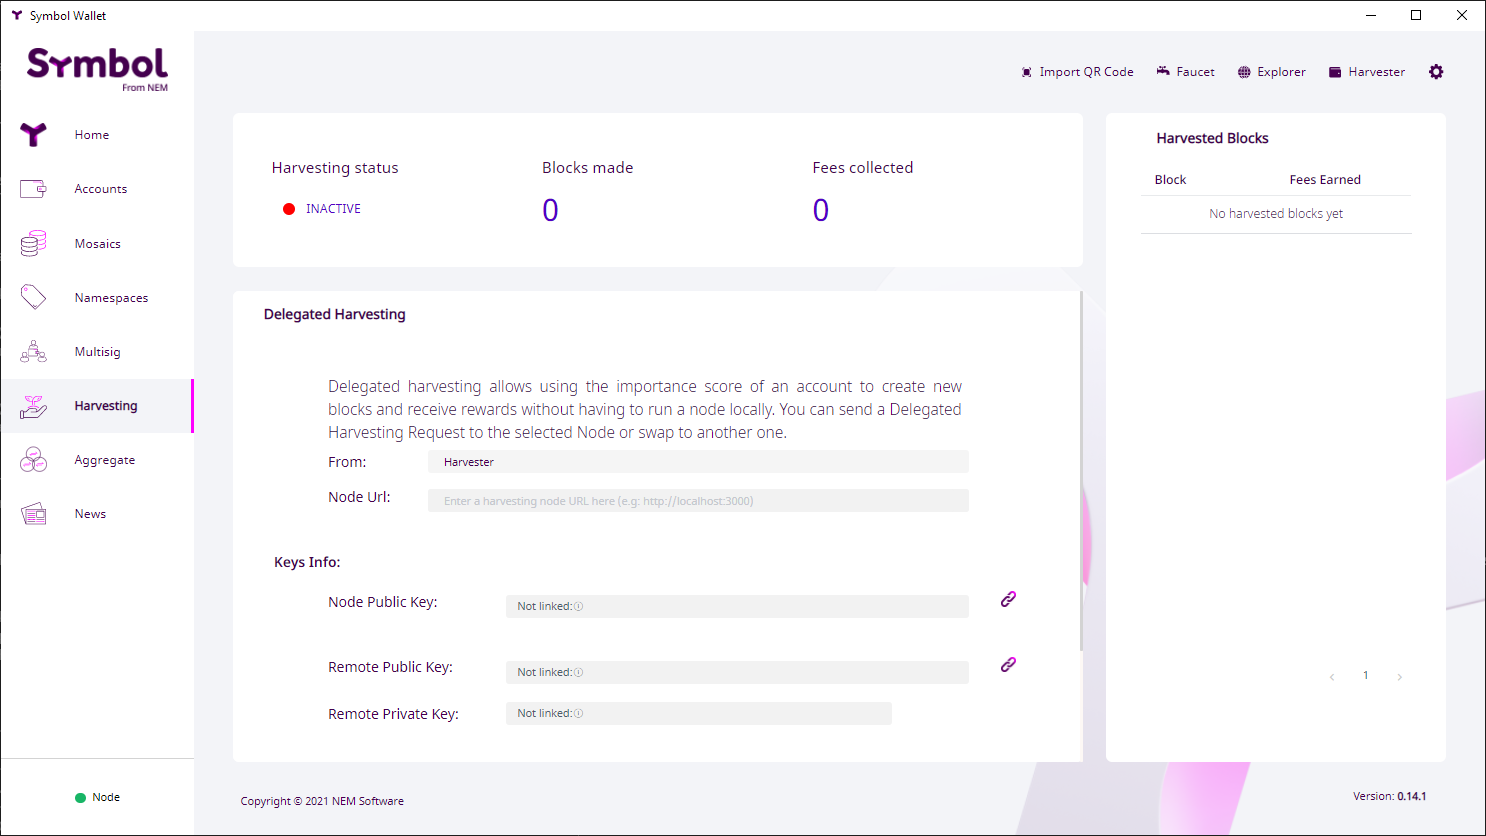 Symbol Wallet
Symbol
From NEM
Import QR Code
Faucet
Explorer
Harvester
Home
Accounts
Mosaics
Namespaces
Multisig
Harvesting
Aggregate
News
Node
Harvesting status
INACTIVE
Blocks made
0
Fees collected
0
Delegated Harvesting
Delegated harvesting allows using the importance score of an account to create new
blocks and receive rewards without having to run a node locally. You can send a Delegated
Harvesting Request to the selected Node or swap to another one.
From:
Harvester
Node Url:
Enter a harvesting node URL here (e.g: http://localhost:3000)
Keys Info:
Node Public Key:
Not linked:
Remote Public Key:
Not linked:
Remote Private Key:
Not linked:
Harvested Blocks
Block
Fees Earned
No harvested blocks yet
1
Copyright © 2021 NEM Software
Version: 0.14.1